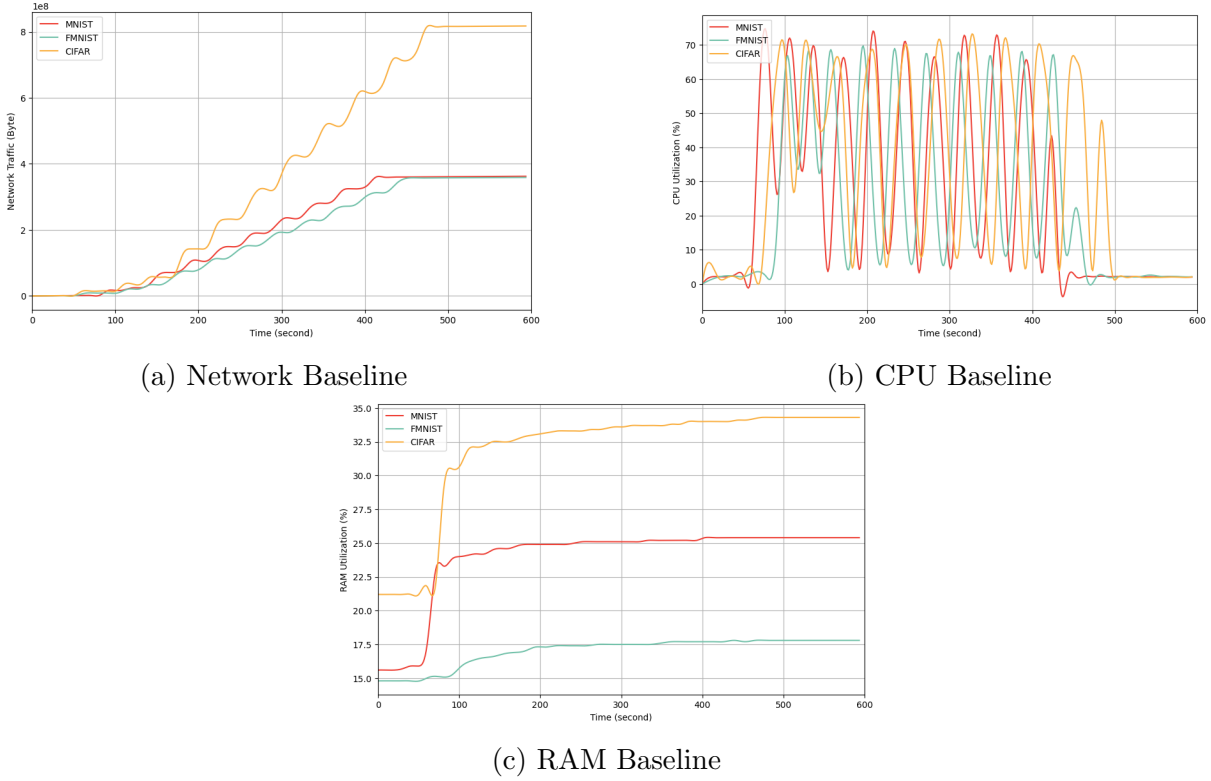 1e8
MNIST
FMNIST
CIFAR
8
6
4
2
0
Network Traffic (Byte)
0 100 200 300 400 500 600
Time (second)
(a) Network Baseline
MNIST
FMNIST
CIFAR
70
60
50
40
30
20
10
0
CPU Utilization (%)
0 100 200 300 400 500 600
Time (second)
(b) CPU Baseline
MNIST
FMNIST
CIFAR
35.0
32.5
30.0
27.5
25.0
22.5
20.0
17.5
15.0
RAM Utilization (%)
0 100 200 300 400 500 600
Time (second)
(c) RAM Baseline